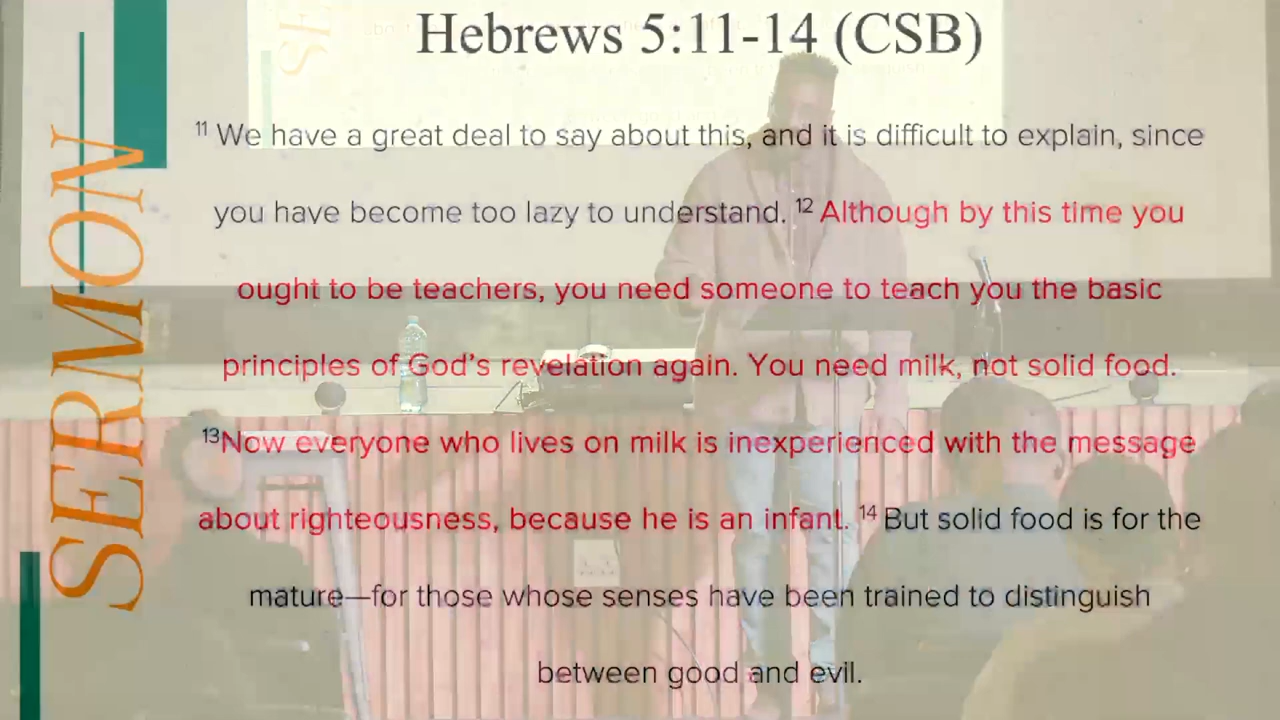 Hebrews 5:11-14 (CSB)
SERMON
¹¹ We have a great deal to say about this, and it is difficult to explain, since
you have become too lazy to understand. ¹² Although by this time you
ought to be teachers, you need someone to teach you the basic
principles of God’s revelation again. You need milk, not solid food.
¹³Now everyone who lives on milk is inexperienced with the message
about righteousness, because he is an infant. ¹⁴ But solid food is for the
mature—for those whose senses have been trained to distinguish
between good and evil.